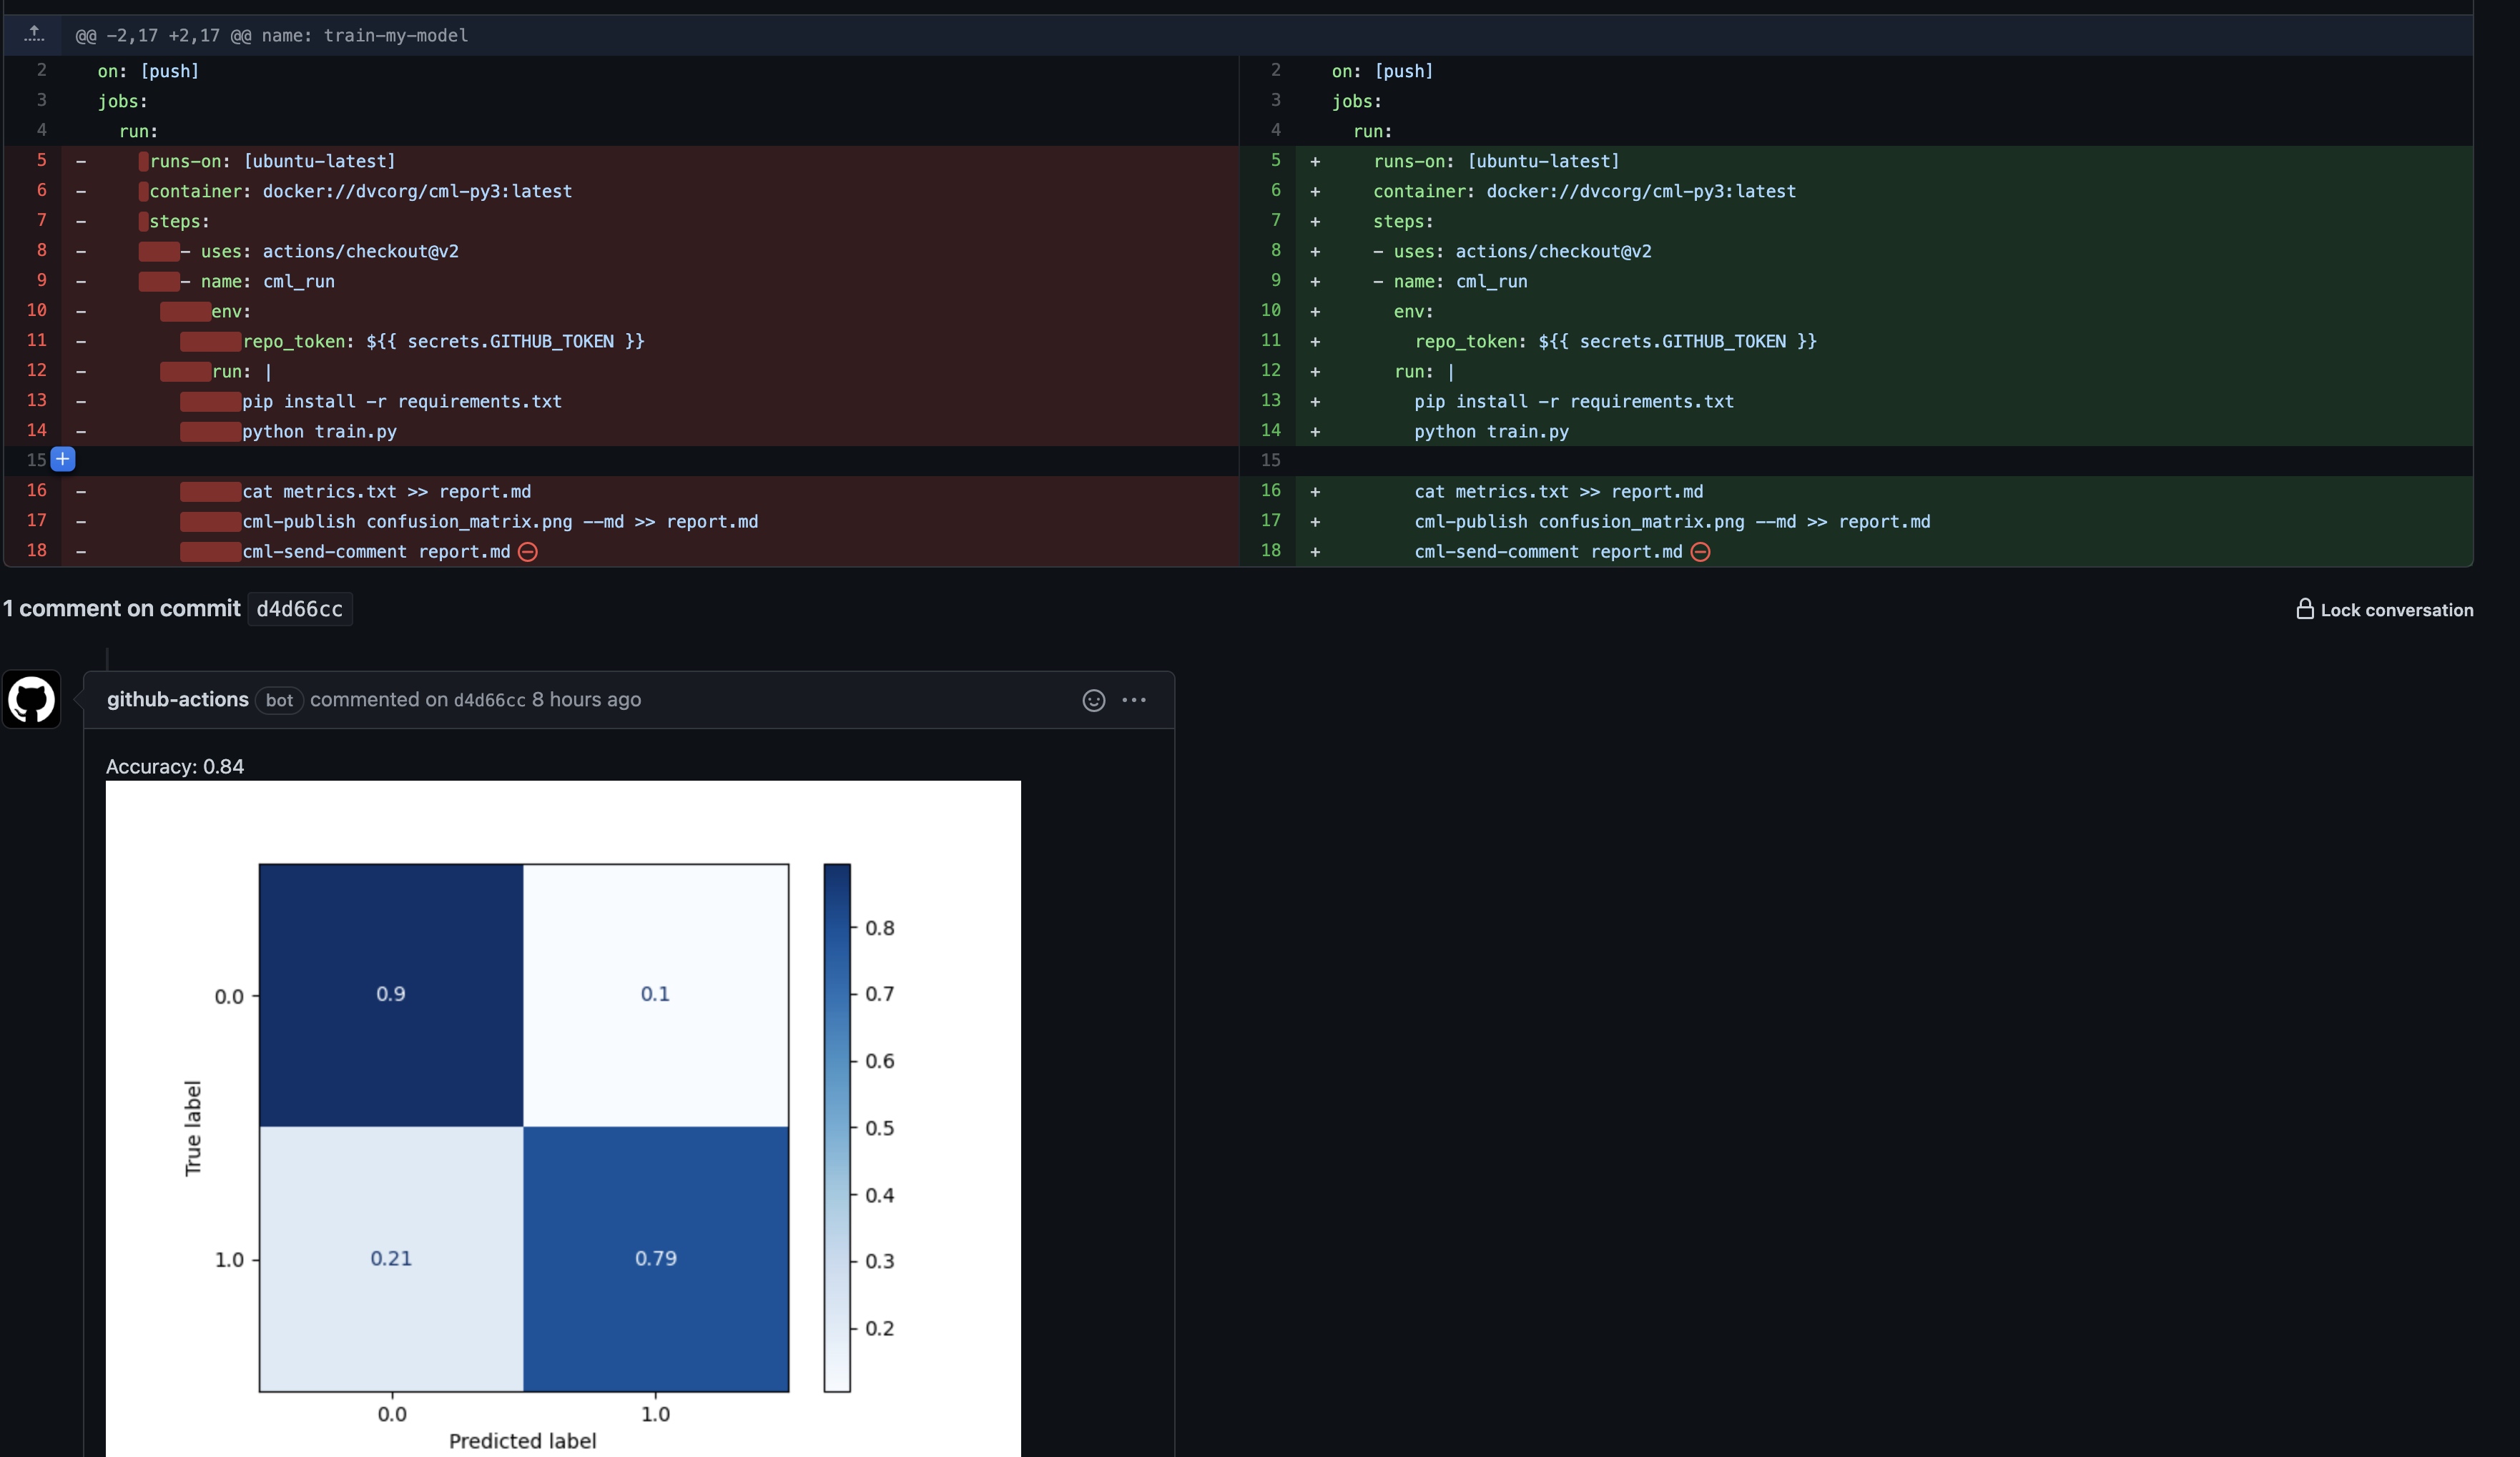 @@ -2,17 +2,17 @@ name: train-my-model
2 on: [push]
3 jobs:
4 run:
5 - runs-on: [ubuntu-latest]
6 - container: docker://dvcorg/cml-py3:latest
7 - steps:
8 - - uses: actions/checkout@v2
9 - - name: cml_run
10 - env:
11 - repo_token: ${{ secrets.GITHUB_TOKEN }}
12 - run: |
13 - pip install -r requirements.txt
14 - python train.py
15 +
16 - cat metrics.txt >> report.md
17 - cml-publish confusion_matrix.png --md >> report.md
18 - cml-send-comment report.md
2 on: [push]
3 jobs:
4 run:
5 + runs-on: [ubuntu-latest]
6 + container: docker://dvcorg/cml-py3:latest
7 + steps:
8 + - uses: actions/checkout@v2
9 + - name: cml_run
10 + env:
11 + repo_token: ${{ secrets.GITHUB_TOKEN }}
12 + run: |
13 + pip install -r requirements.txt
14 + python train.py
15
16 + cat metrics.txt >> report.md
17 + cml-publish confusion_matrix.png --md >> report.md
18 + cml-send-comment report.md
1 comment on commit d4d66cc
Lock conversation
github-actions bot commented on d4d66cc 8 hours ago
Accuracy: 0.84
True label
0.0
1.0
0.9
0.1
0.21
0.79
0.0
1.0
Predicted label
0.8
0.7
0.6
0.5
0.4
0.3
0.2